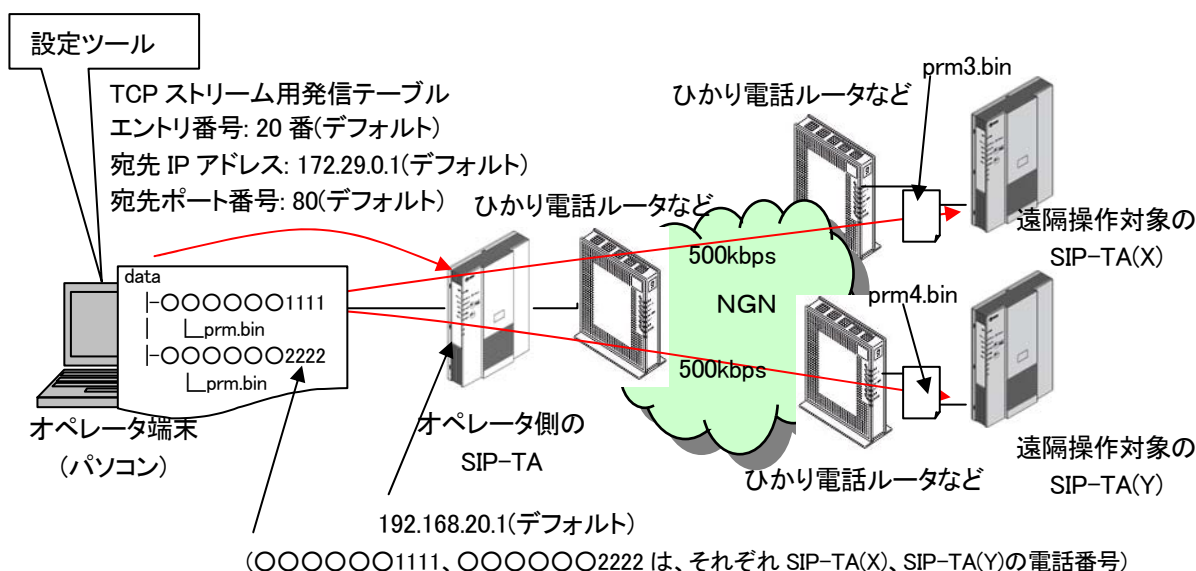 設定ツール
TCP ストリーム用発信テーブル
エントリ番号: 20 番(デフォルト)
宛先 IP アドレス: 172.29.0.1(デフォルト)
宛先ポート番号: 80(デフォルト)
ひかり電話ルータなど
prm3.bin
ひかり電話ルータなど
遠隔操作対象の
SIP-TA(X)
500kbps
NGN
data
|-〇〇〇〇〇〇1111
| └prm.bin
|-〇〇〇〇〇〇2222
└prm.bin
prm4.bin
500kbps
オペレータ端末
(パソコン)
オペレータ側の
SIP-TA
ひかり電話ルータなど
遠隔操作対象の
SIP-TA(Y)
192.168.20.1(デフォルト)
(〇〇〇〇〇〇1111、〇〇〇〇〇〇2222 は、それぞれ SIP-TA(X)、SIP-TA(Y)の電話番号)